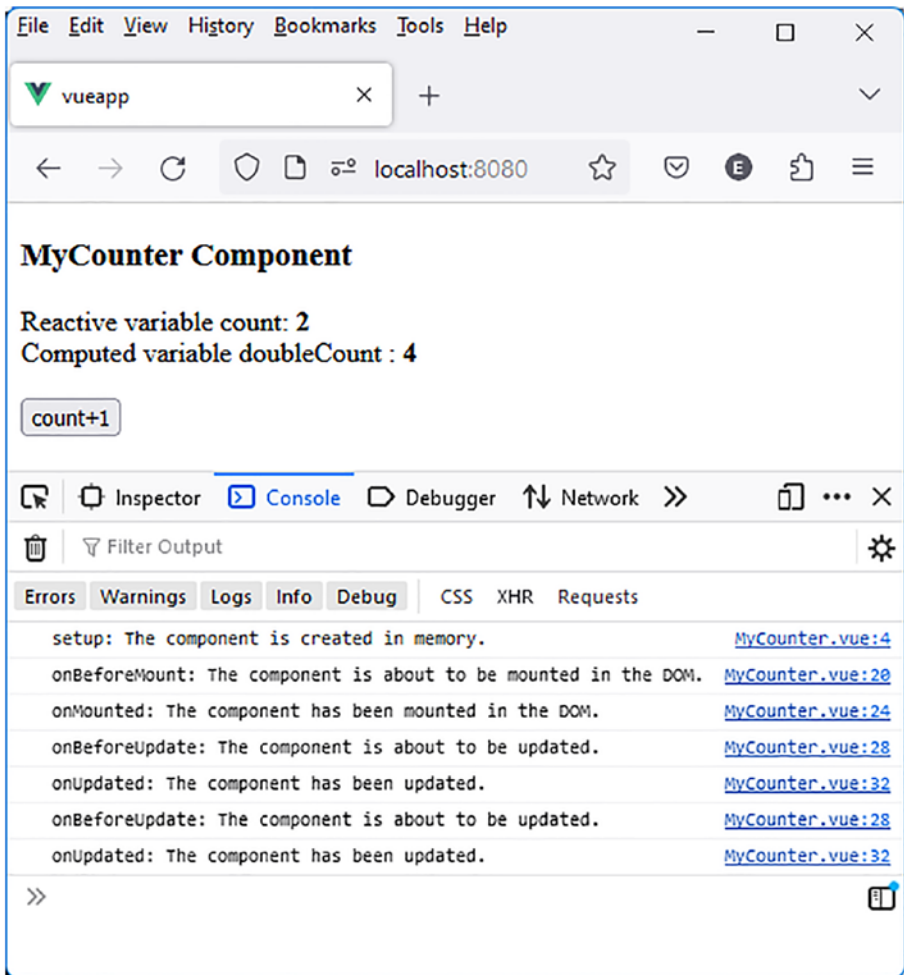 File Edit View History Bookmarks Tools Help
vueapp
E
localhost:8080
MyCounter Component
Reactive variable count: 2
Computed variable doubleCount : 4
count+1
Inspector Console Debugger Network
Filter Output
Errors Warnings Logs Info Debug CSS XHR Requests
setup: The component is created in memory. MyCounter.vue:4
onBeforeMount: The component is about to be mounted in the DOM. MyCounter.vue:20
onMounted: The component has been mounted in the DOM. MyCounter.vue:24
onBeforeUpdate: The component is about to be updated. MyCounter.vue:28
onUpdated: The component has been updated. MyCounter.vue:32
onBeforeUpdate: The component is about to be updated. MyCounter.vue:28
onUpdated: The component has been updated. MyCounter.vue:32